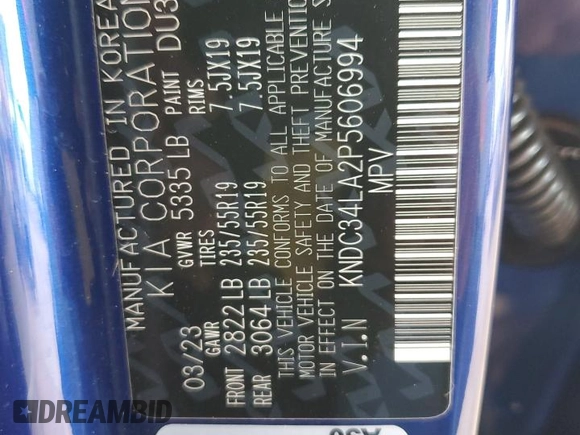 MANUFACTURED IN KOREA
KIA CORPORATION
03/23 GVWR 5335 LB PAINT DU3
GAWR TIRES RIMS
FRONT 2822 LB 235/55R19 7.5JX19
REAR 3064 LB 235/55R19 7.5JX19
THIS VEHICLE CONFORMS TO
MOTOR VEHICLE SAFETY AND THEFT PREVENTIO
IN EFFECT ON THE DATE OF MANUFACTURE S
V.I.N KNDC34LA2P5606994
MPV
DREAMBID